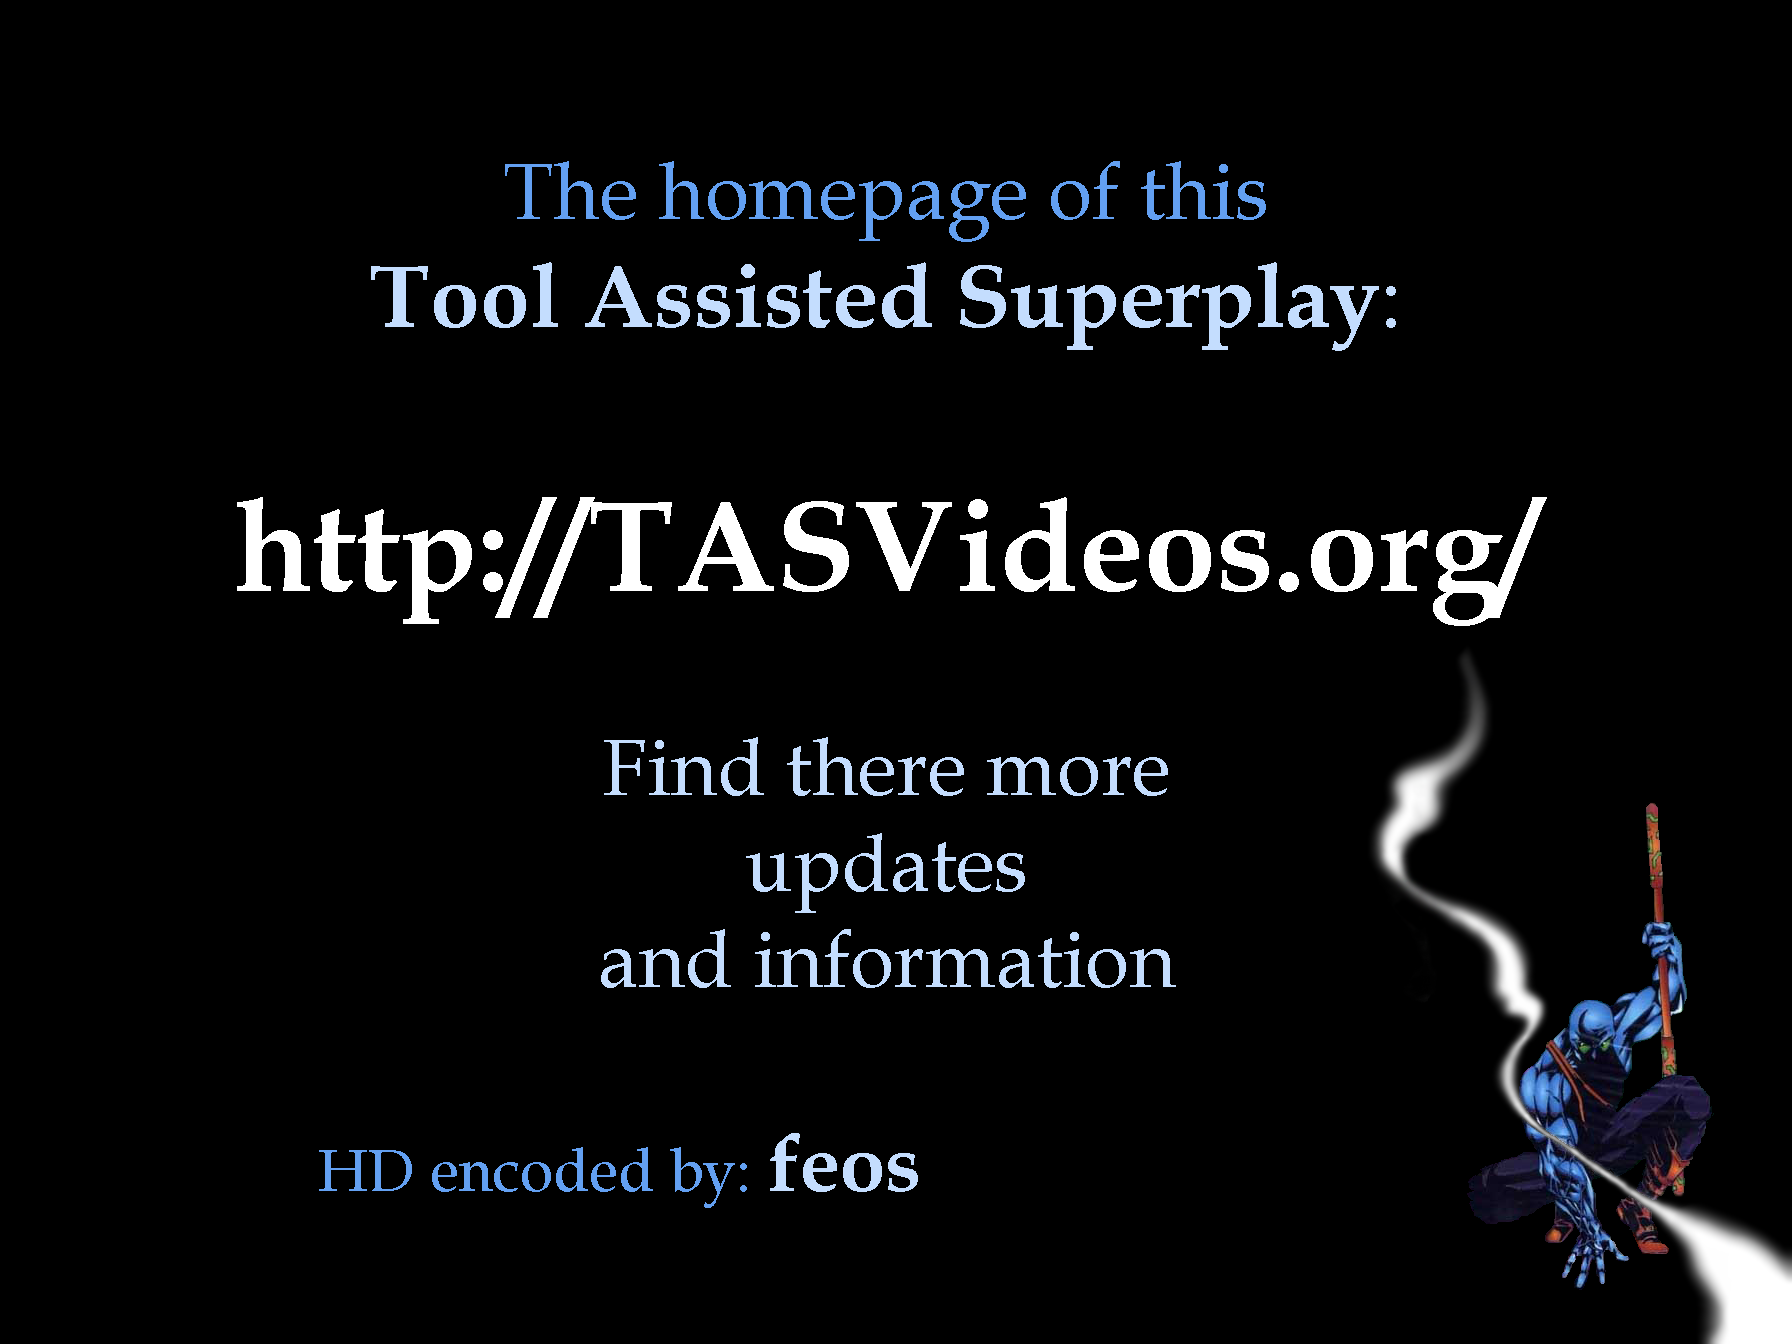 The homepage of this
Tool Assisted Superplay:
http://TASVideos.org/
Find there more
updates
and information
HD encoded by: feos